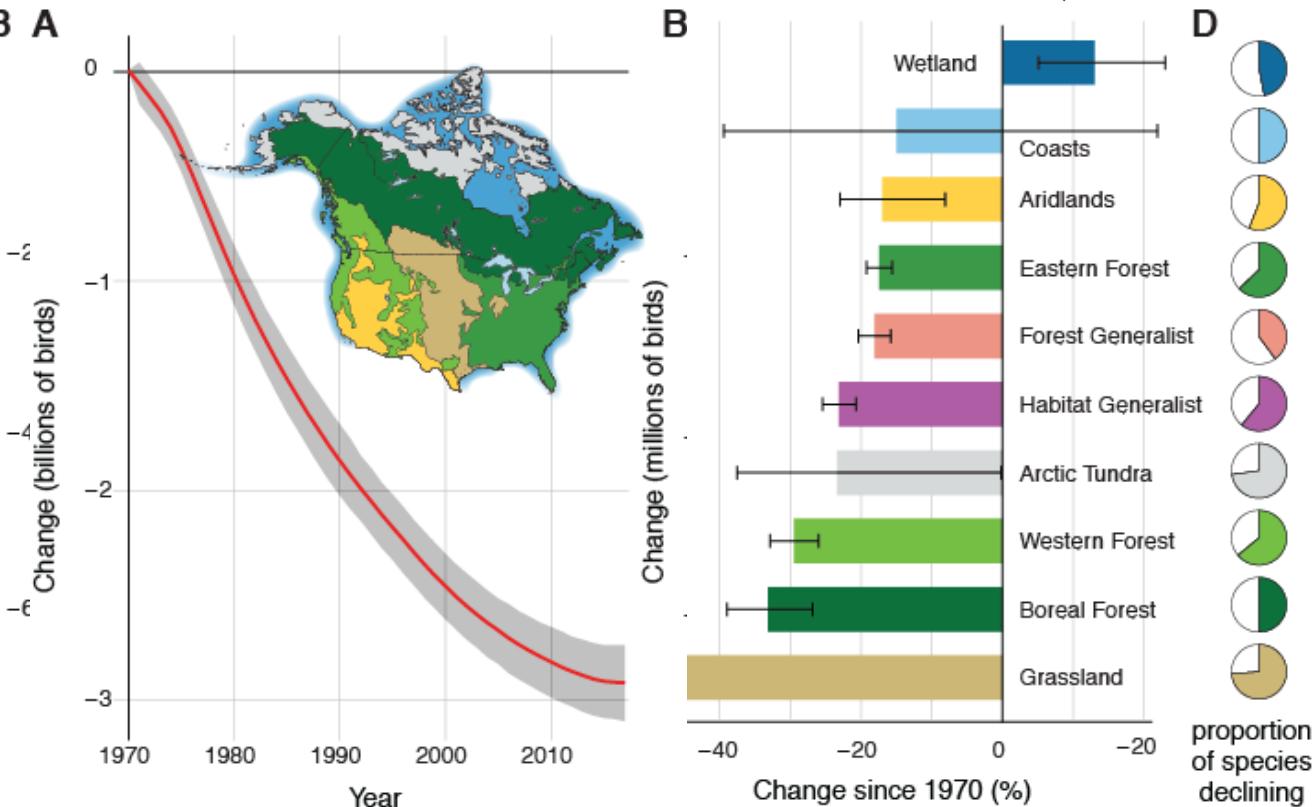 B A
0
−1
−2
−3
Change (billions of birds)
1970 1980 1990 2000 2010
Year
−2
−4
−6
B
Change (millions of birds)
Wetland
Coasts
Aridlands
Eastern Forest
Forest Generalist
Habitat Generalist
Arctic Tundra
Western Forest
Boreal Forest
Grassland
−40 −20 0 −20
Change since 1970 (%)
D
proportion
of species
declining